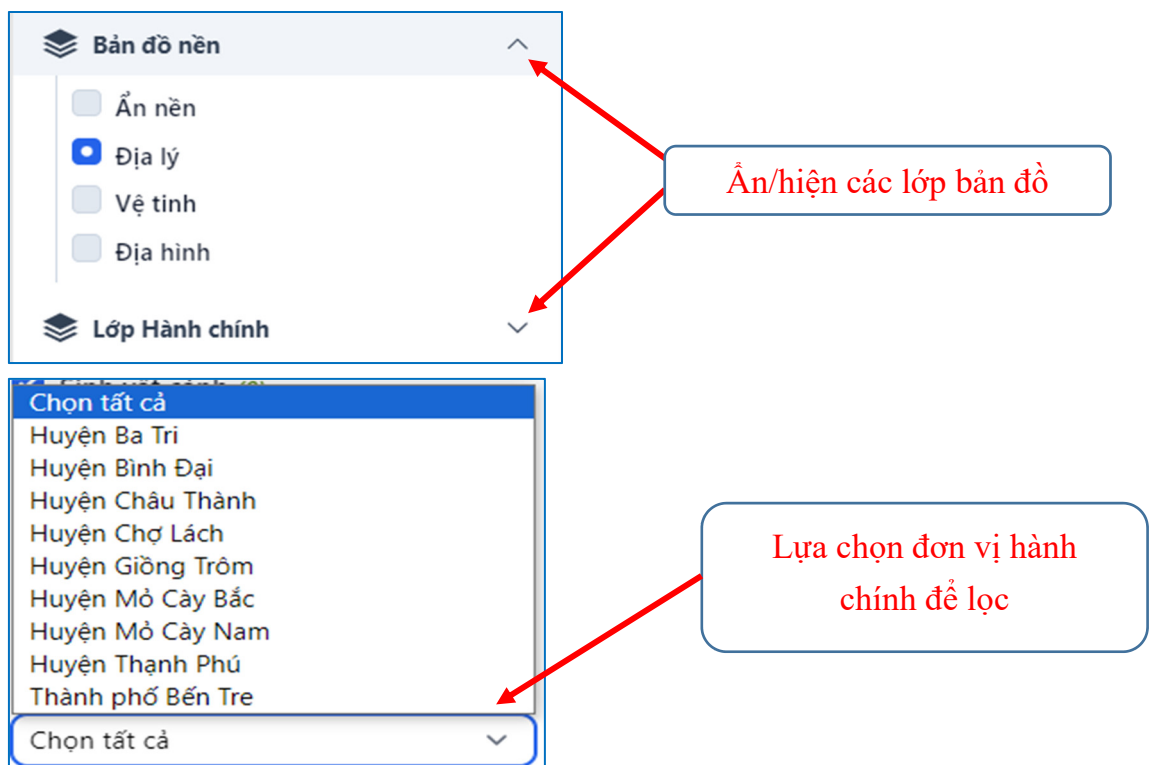 Bản đồ nền
Ẩn nền
Địa lý
Vệ tinh
Địa hình
Lớp Hành chính
Ẩn/hiện các lớp bản đồ
Chọn tất cả
Huyện Ba Tri
Huyện Bình Đại
Huyện Châu Thành
Huyện Chợ Lách
Huyện Giồng Trôm
Huyện Mỏ Cày Bắc
Huyện Mỏ Cày Nam
Huyện Thạnh Phú
Thành phố Bến Tre
Chọn tất cả
Lựa chọn đơn vị hành
chính để lọc